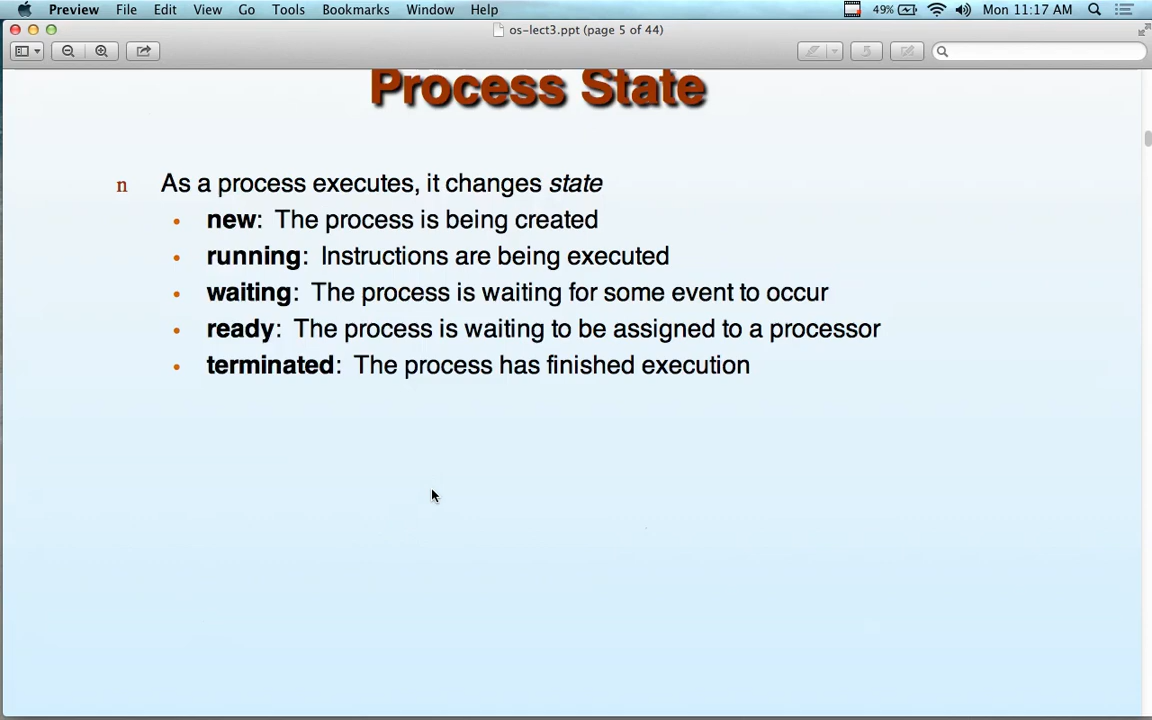 Preview File Edit View Go Tools Bookmarks Window Help 49% Mon 11:17 AM
os-lect3.ppt (page 5 of 44)
Process State
n As a process executes, it changes state
• new: The process is being created
• running: Instructions are being executed
• waiting: The process is waiting for some event to occur
• ready: The process is waiting to be assigned to a processor
• terminated: The process has finished execution